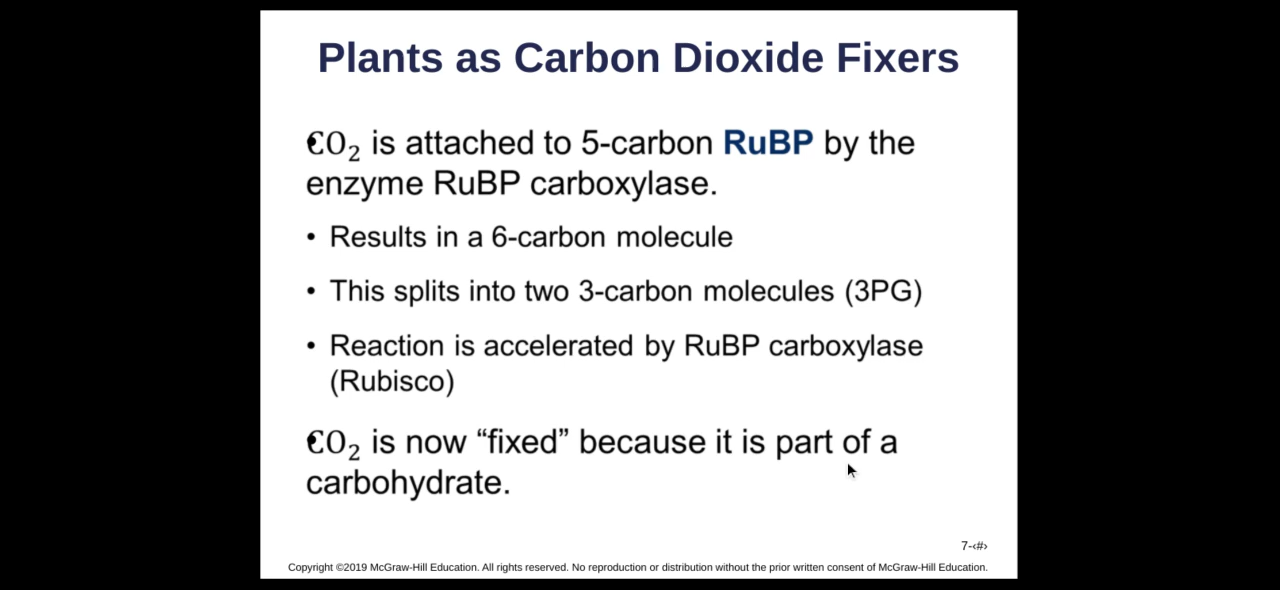 Plants as Carbon Dioxide Fixers
• CO₂ is attached to 5-carbon RuBP by the
enzyme RuBP carboxylase.
• Results in a 6-carbon molecule
• This splits into two 3-carbon molecules (3PG)
• Reaction is accelerated by RuBP carboxylase
(Rubisco)
• CO₂ is now “fixed” because it is part of a
carbohydrate.
7-‹#›
Copyright ©2019 McGraw-Hill Education. All rights reserved. No reproduction or distribution without the prior written consent of McGraw-Hill Education.